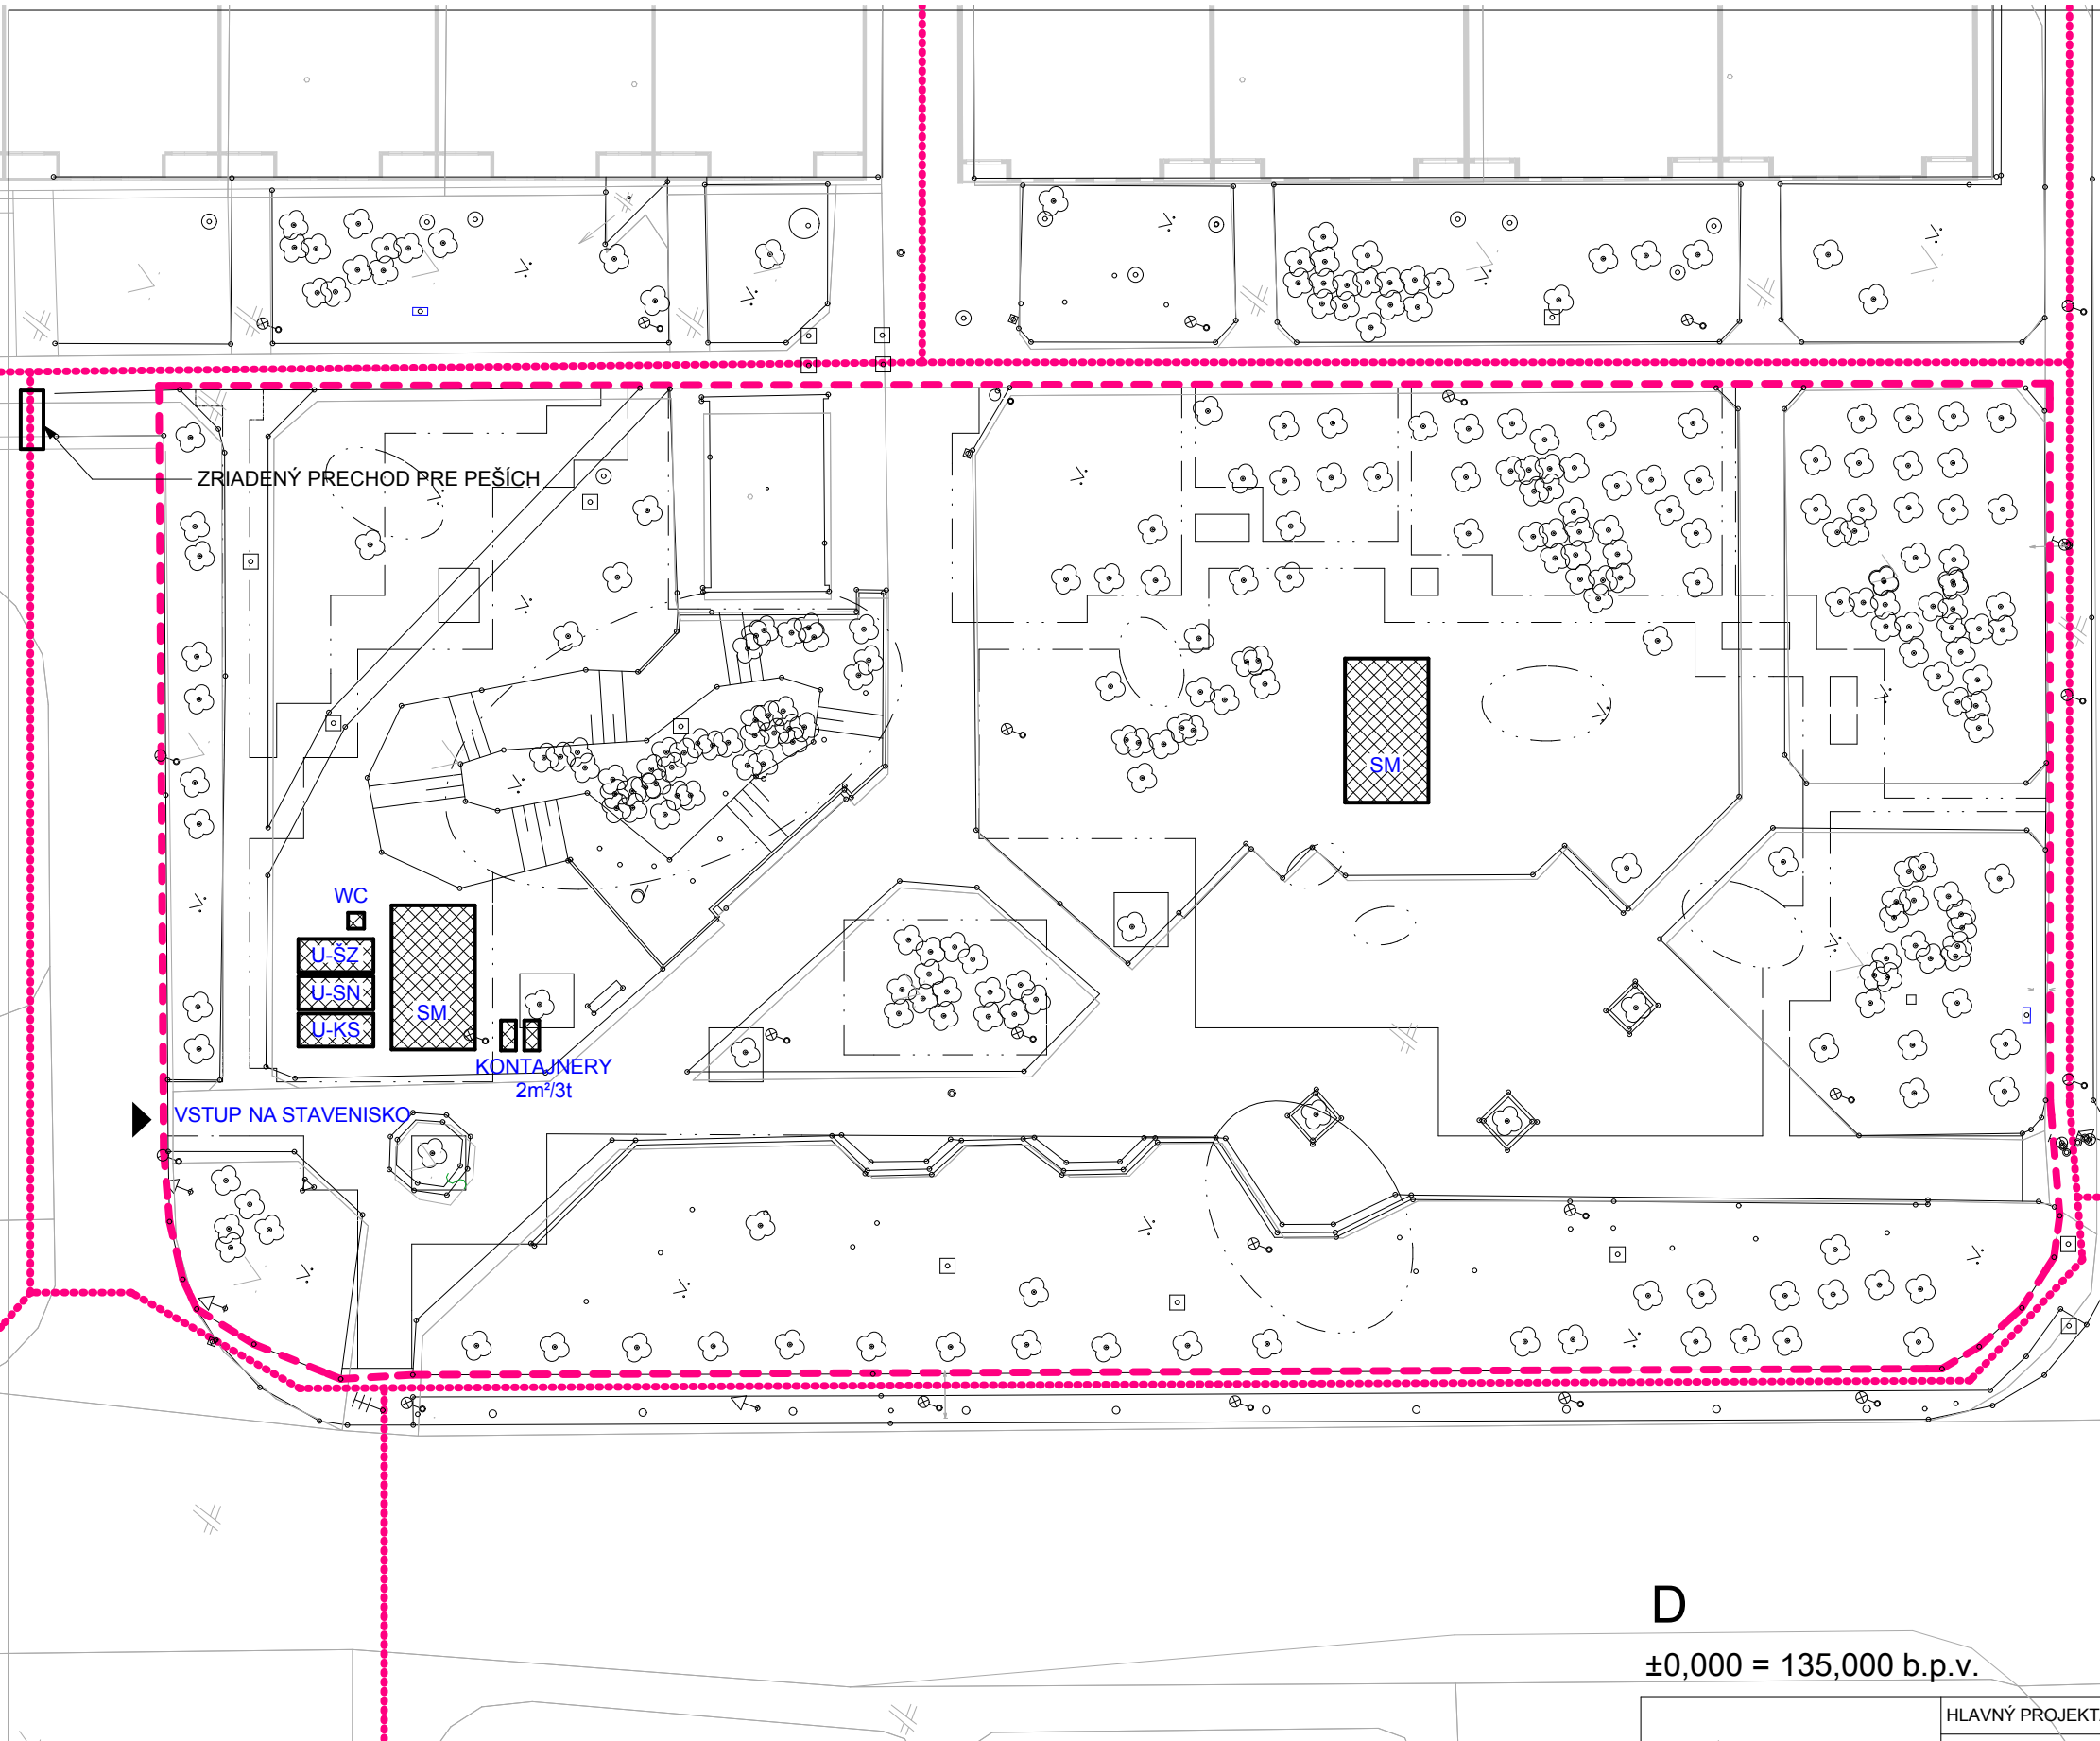 ZRIADENÝ PRECHOD PRE PEŠÍCH
SM
WC
U-ŠZ
U-SN
U-KS
SM
KONTAJNERY
2m²/3t
VSTUP NA STAVENISKO
D
±0,000 = 135,000 b.p.v.
HLAVNÝ PROJEKT